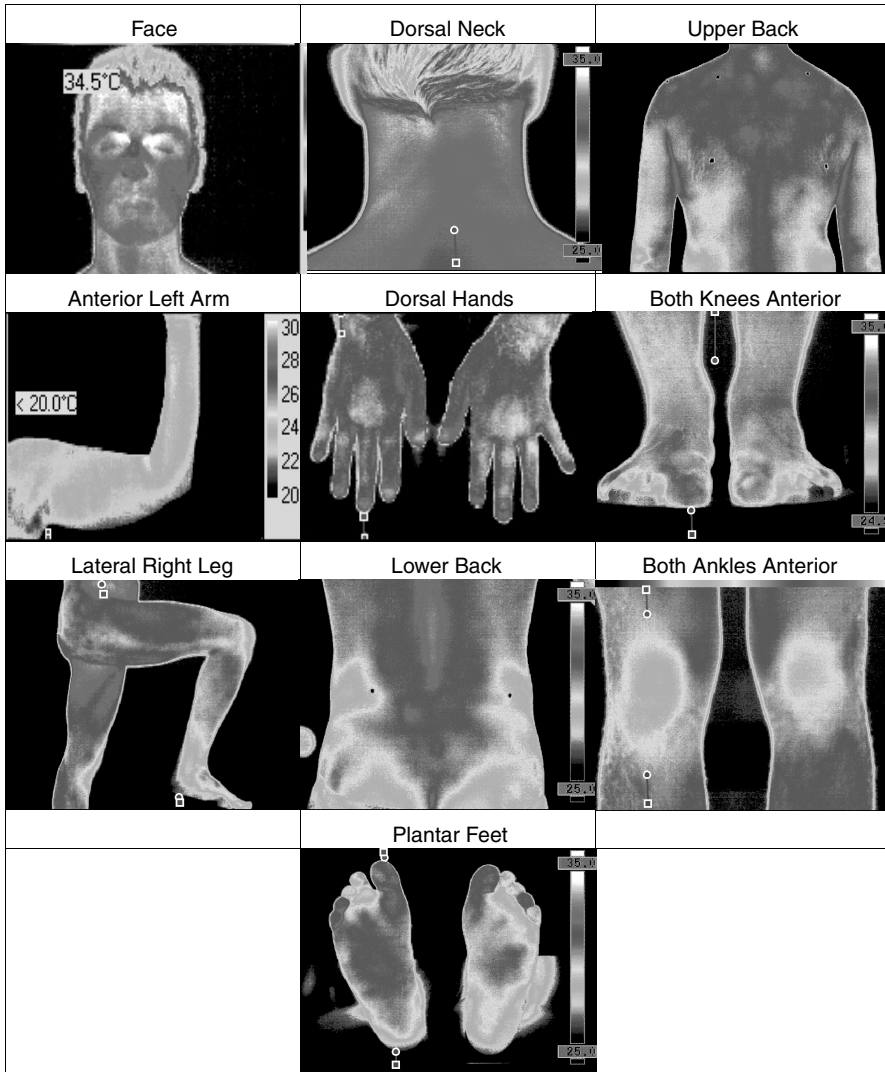 Face
Dorsal Neck
Upper Back
34.5°C
35.0
25.0
Anterior Left Arm
Dorsal Hands
Both Knees Anterior
< 20.0°C
30
28
26
24
22
20
35.0
Lateral Right Leg
Lower Back
Both Ankles Anterior
35.0
25.0
Plantar Feet
35.0
25.0